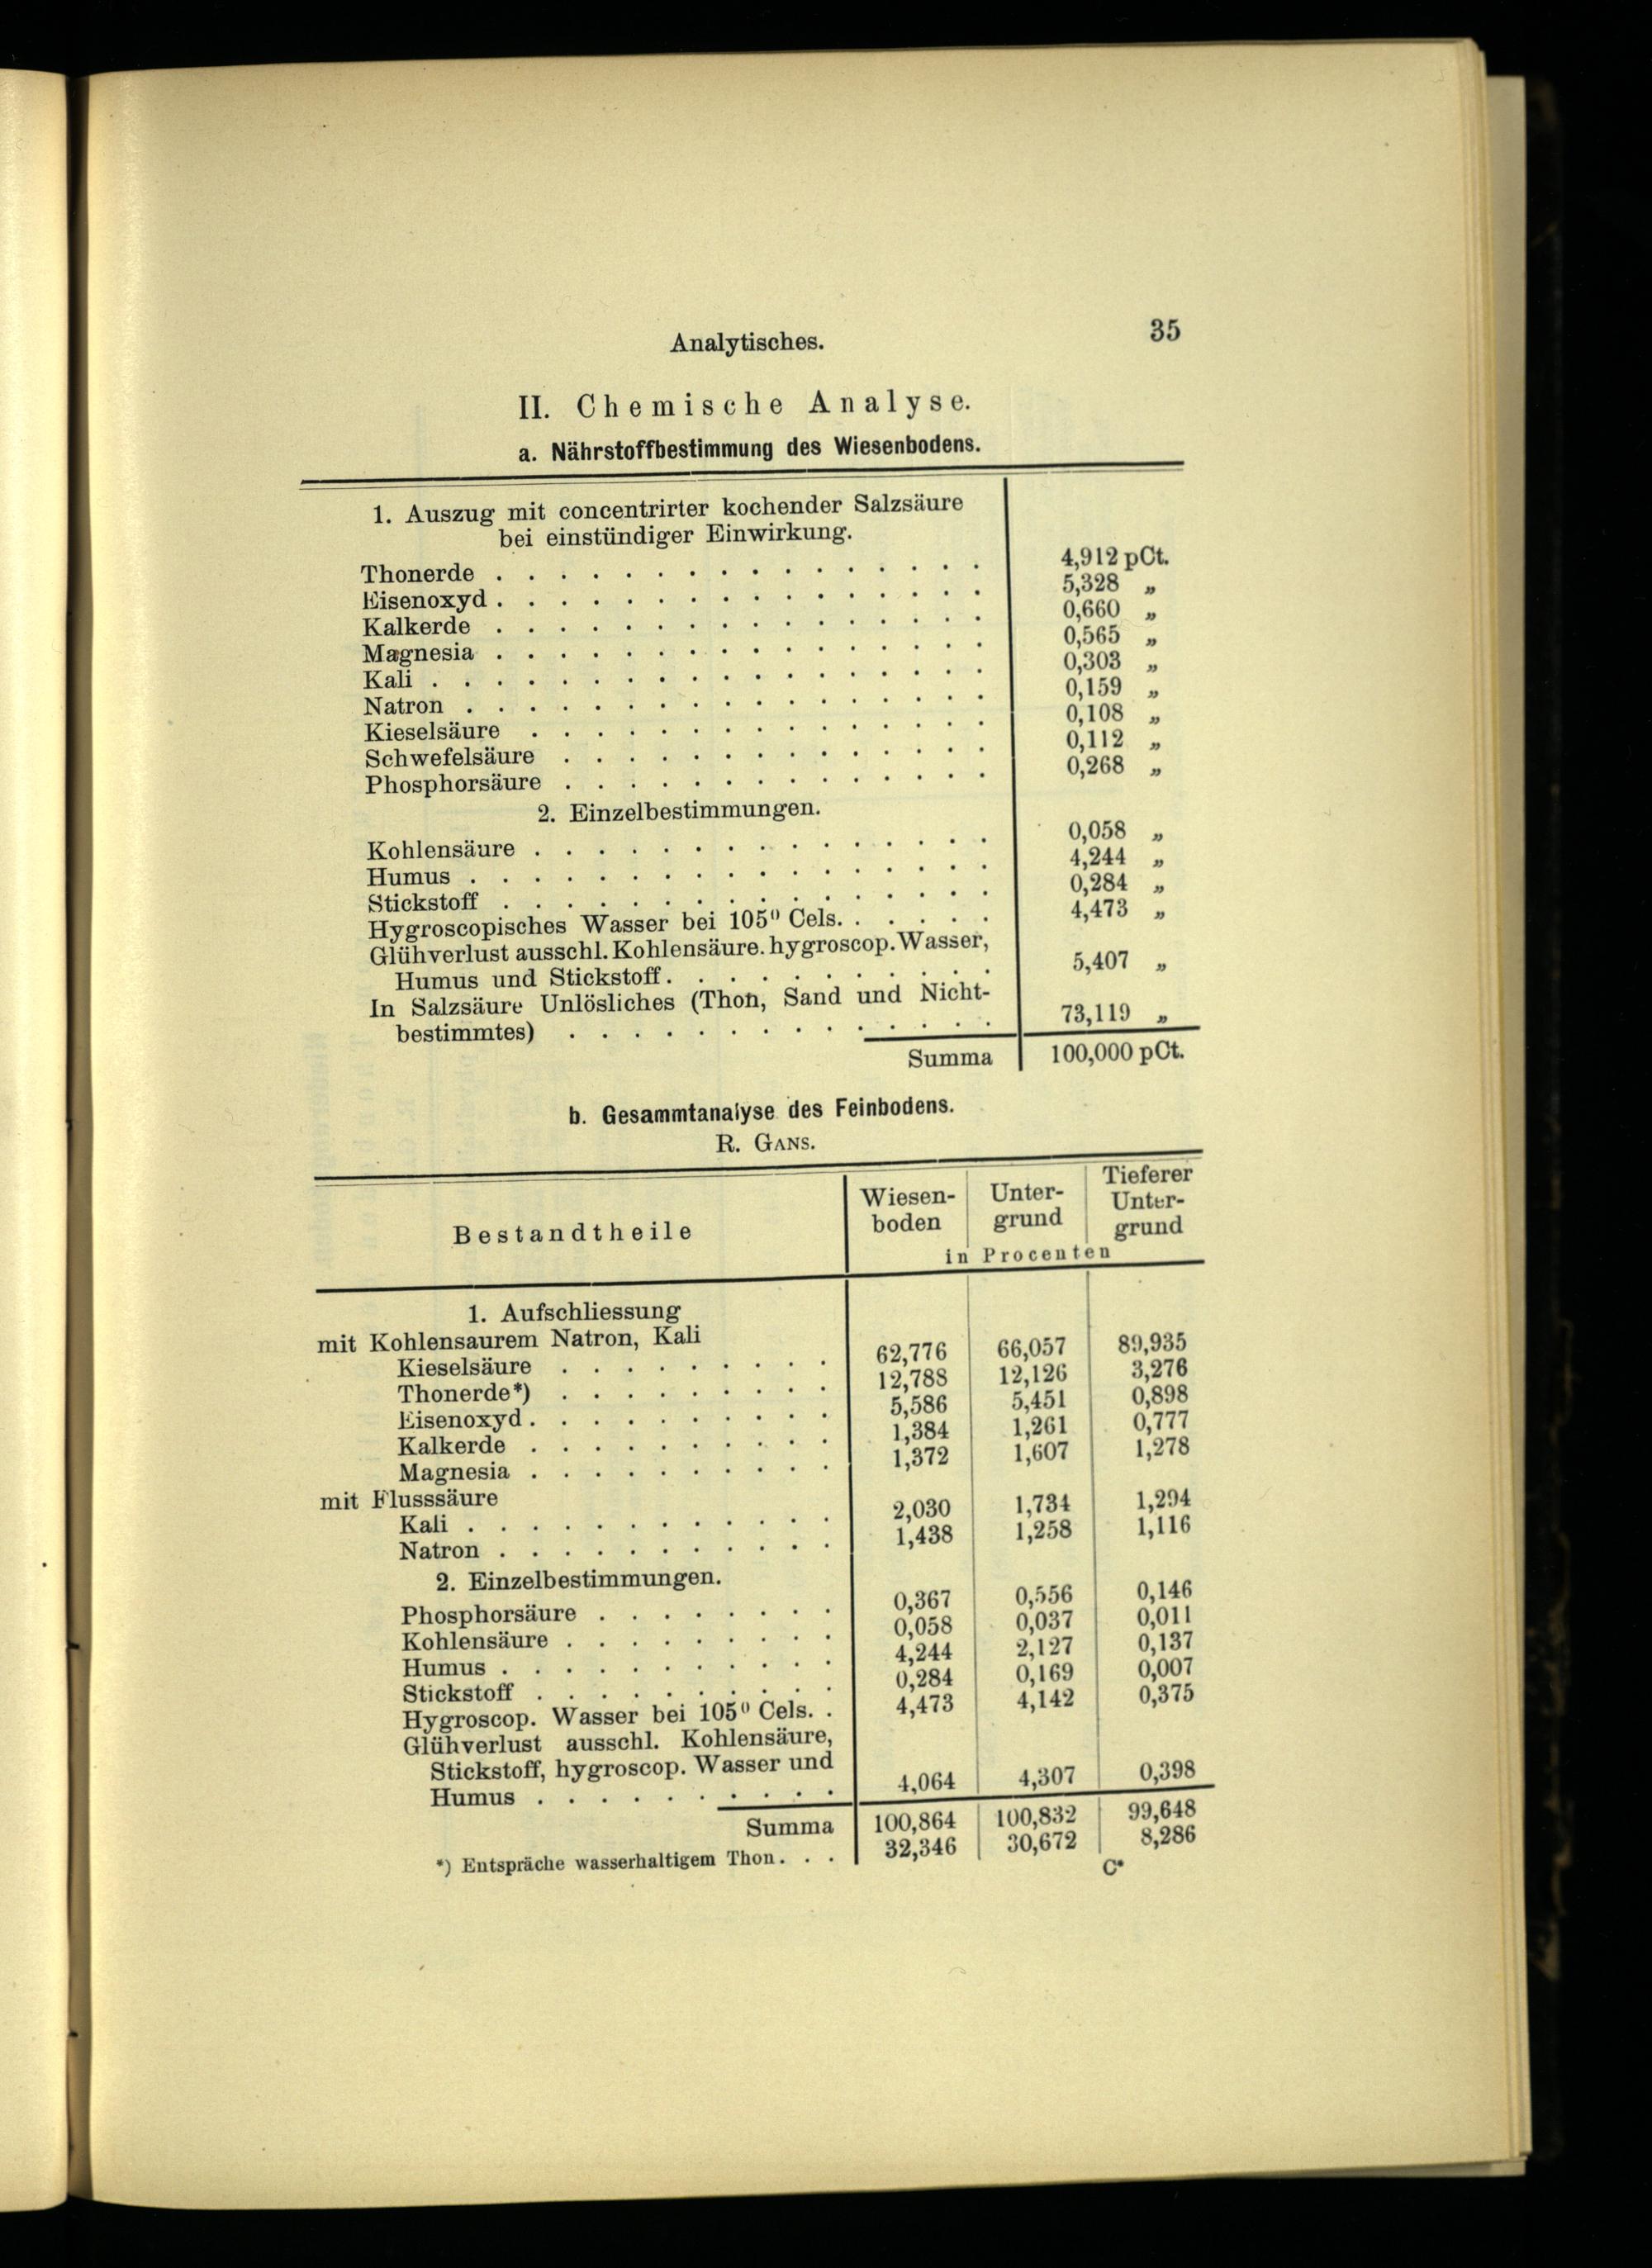 Analytisches.
35
II. Chemische Analyse.
a. Nährstoffbestimmung des Wiesenbodens.
1. Auszug mit concentrirter kochender Salzsäure
bei einstündiger Einwirkung.
Thonerde . . . . . . . . . . . . . . . . 4,912 pCt.
Eisenoxyd . . . . . . . . . . . . . . . . 5,328 „
Kalkerde . . . . . . . . . . . . . . . . 0,660 „
Magnesia . . . . . . . . . . . . . . . . 0,565 „
Kali . . . . . . . . . . . . . . . . . . 0,303 „
Natron . . . . . . . . . . . . . . . . . 0,159 „
Kieselsäure . . . . . . . . . . . . . . . 0,108 „
Schwefelsäure . . . . . . . . . . . . . . 0,112 „
Phosphorsäure . . . . . . . . . . . . . . 0,268 „
2. Einzelbestimmungen.
Kohlensäure . . . . . . . . . . . . . . . 0,058 „
Humus . . . . . . . . . . . . . . . . . 4,244 „
Stickstoff . . . . . . . . . . . . . . . . 0,284 „
Hygroscopisches Wasser bei 105⁰ Cels. . . . . . 4,473 „
Glühverlust ausschl. Kohlensäure. hygroscop. Wasser,
Humus und Stickstoff . . . . . . . . . . . 5,407 „
In Salzsäure Unlösliches (Thon, Sand und Nicht-
bestimmtes) . . . . . . . . . . . . . . 73,119 „
Summa 100,000 pCt.
b. Gesammtanalyse des Feinbodens.
R. GANS.
Bestandtheile
Wiesen-
boden
Unter-
grund
Tieferer
Unter-
grund
in Procenten
1. Aufschliessung
mit Kohlensaurem Natron, Kali
Kieselsäure . . . . . . . . . 62,776 66,057 89,935
Thonerde*) . . . . . . . . . 12,788 12,126 3,276
Eisenoxyd . . . . . . . . . . 5,586 5,451 0,898
Kalkerde . . . . . . . . . . 1,384 1,261 0,777
Magnesia . . . . . . . . . . 1,372 1,607 1,278
mit Flusssäure
Kali . . . . . . . . . . . . 2,030 1,734 1,294
Natron . . . . . . . . . . . 1,438 1,258 1,116
2. Einzelbestimmungen.
Phosphorsäure . . . . . . . . 0,367 0,556 0,146
Kohlensäure . . . . . . . . . 0,058 0,037 0,011
Humus . . . . . . . . . . . 4,244 2,127 0,137
Stickstoff . . . . . . . . . . 0,284 0,169 0,007
Hygroscop. Wasser bei 105⁰ Cels. . 4,473 4,142 0,375
Glühverlust ausschl. Kohlensäure,
Stickstoff, hygroscop. Wasser und
Humus . . . . . . . . . . 4,064 4,307 0,398
Summa 100,864 100,832 99,648
*) Entspräche wasserhaltigem Thon . . . 32,346 30,672 8,286
C*